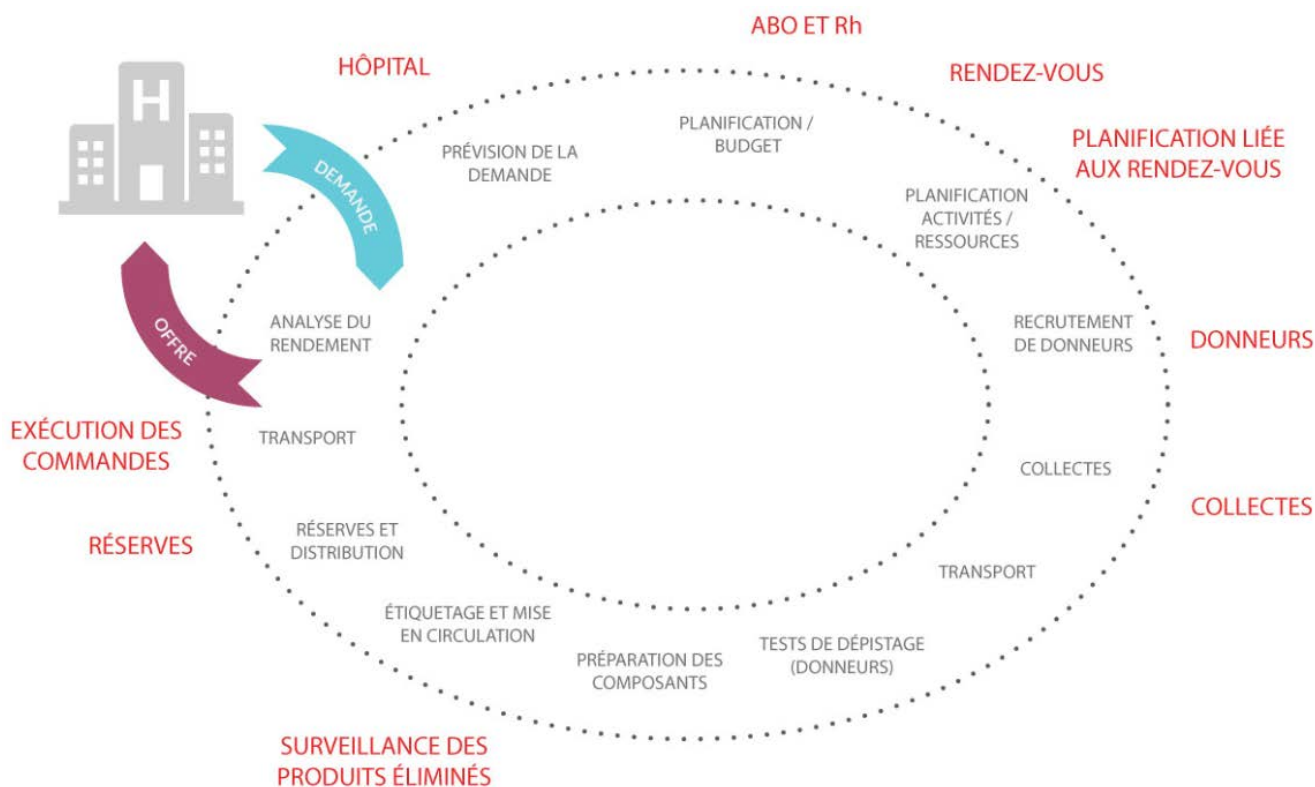 ABO ET Rh
HÔPITAL
RENDEZ-VOUS
H
PLANIFICATION /
BUDGET
PLANIFICATION LIÉE
AUX RENDEZ-VOUS
PRÉVISION DE LA
DEMANDE
DEMANDE
PLANIFICATION
ACTIVITÉS /
RESSOURCES
OFFRE
ANALYSE DU
RENDEMENT
RECRUTEMENT
DE DONNEURS
DONNEURS
EXÉCUTION DES
COMMANDES
TRANSPORT
COLLECTES
COLLECTES
RÉSERVES
RÉSERVES ET
DISTRIBUTION
TRANSPORT
ÉTIQUETAGE ET MISE
EN CIRCULATION
PRÉPARATION DES
COMPOSANTS
TESTS DE DÉPISTAGE
(DONNEURS)
SURVEILLANCE DES
PRODUITS ÉLIMINÉS